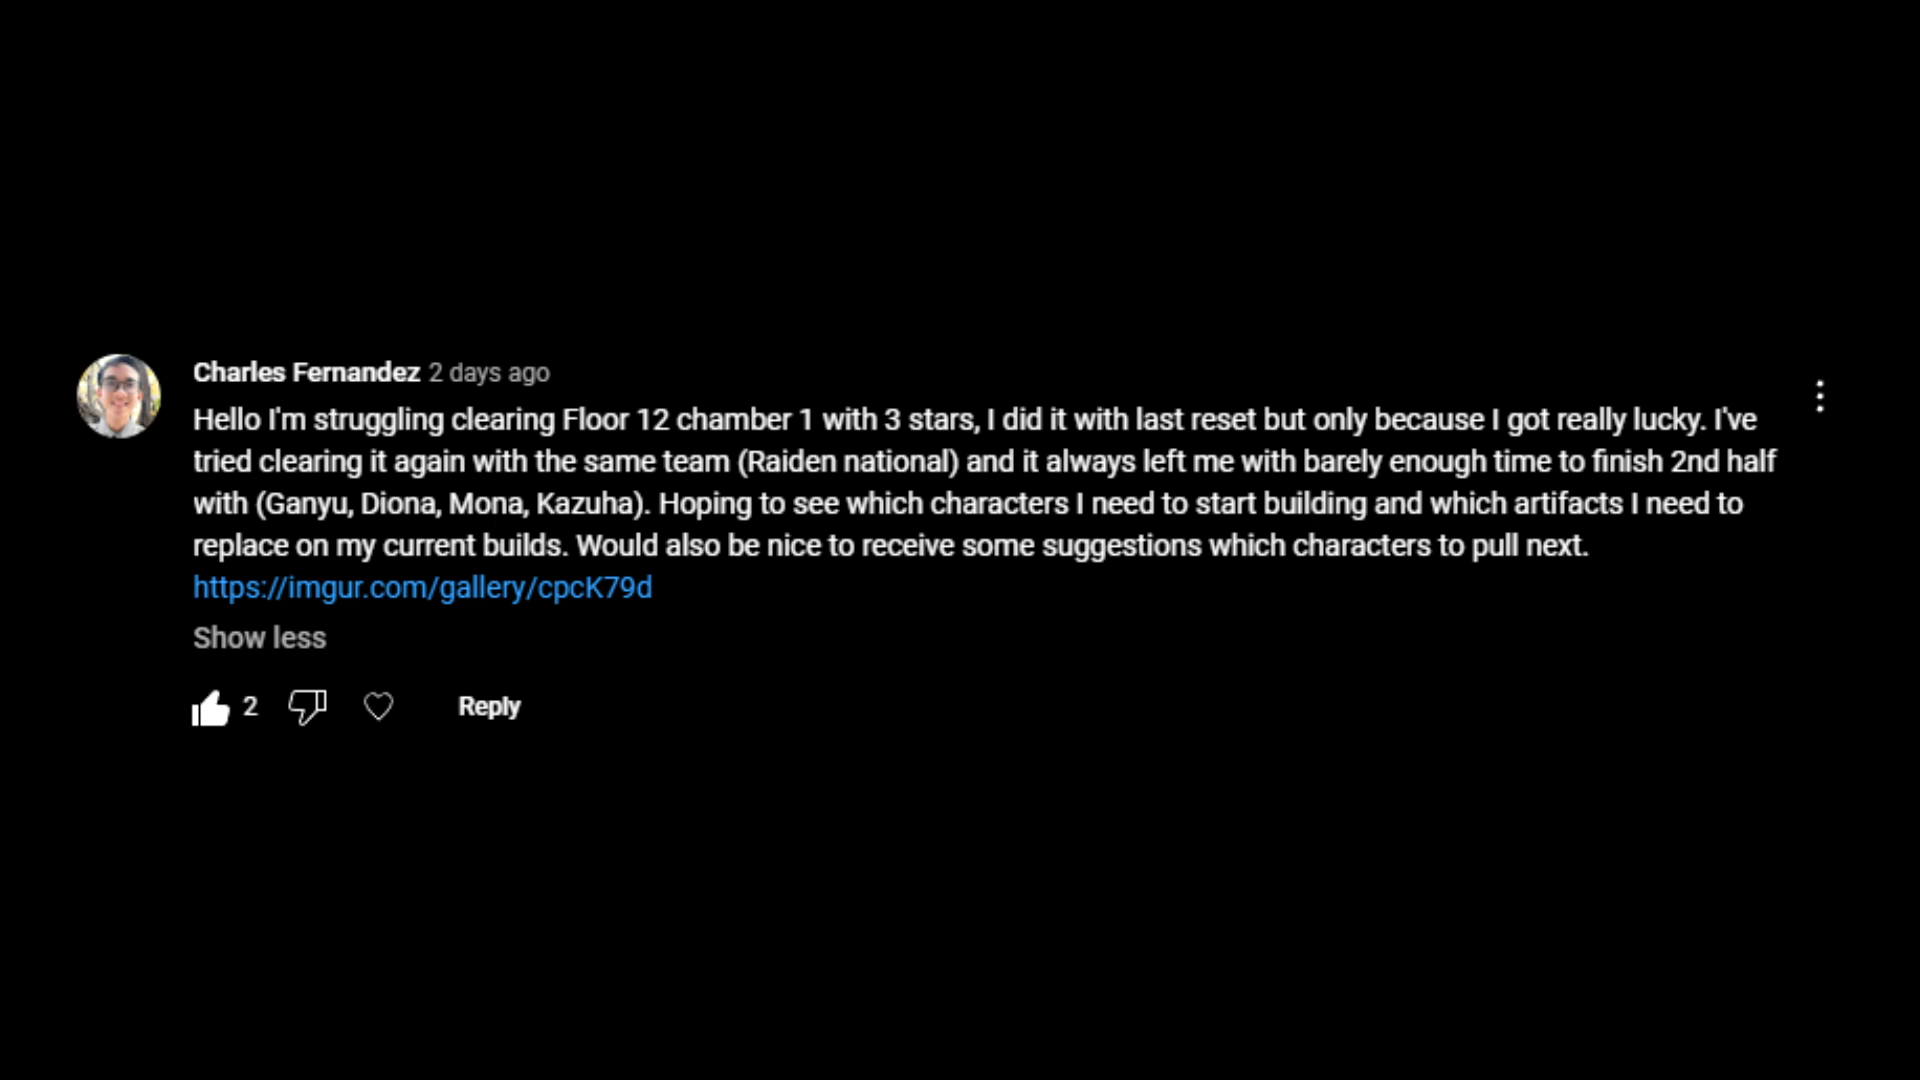 Charles Fernandez 2 days ago
Hello I'm struggling clearing Floor 12 chamber 1 with 3 stars, I did it with last reset but only because I got really lucky. I've
tried clearing it again with the same team (Raiden national) and it always left me with barely enough time to finish 2nd half
with (Ganyu, Diona, Mona, Kazuha). Hoping to see which characters I need to start building and which artifacts I need to
replace on my current builds. Would also be nice to receive some suggestions which characters to pull next.
https://imgur.com/gallery/cpcK79d
Show less
2 Reply